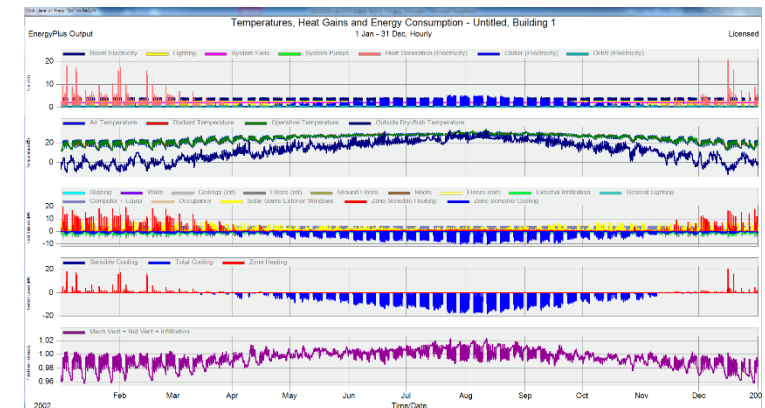 Temperatures, Heat Gains and Energy Consumption - Untitled, Building 1
EnergyPlus Output
1 Jan - 31 Dec, Hourly
Licensed
Room Electricity Lighting System Fans System Pumps Heat Generation (Electricity) Chiller (Electricity) DHW (Electricity)
20
10
0
Air Temperature Radiant Temperature Operative Temperature Outside Dry-Bulb Temperature
20
0
Glazing Walls Ceilings (int) Floors (int) Ground Floors Roofs Floors (ext) External Infiltration General Lighting
Computer + Equip Occupancy Solar Gains Exterior Windows Zone Sensible Heating Zone Sensible Cooling
20
10
0
-10
Sensible Cooling Total Cooling Zone Heating
20
0
-20
Mech Vent + Nat Vent + Infiltration
1.02
1.00
0.98
0.96
Feb Mar Apr May Jun Jul Aug Sep Oct Nov Dec
2002
Time/Date